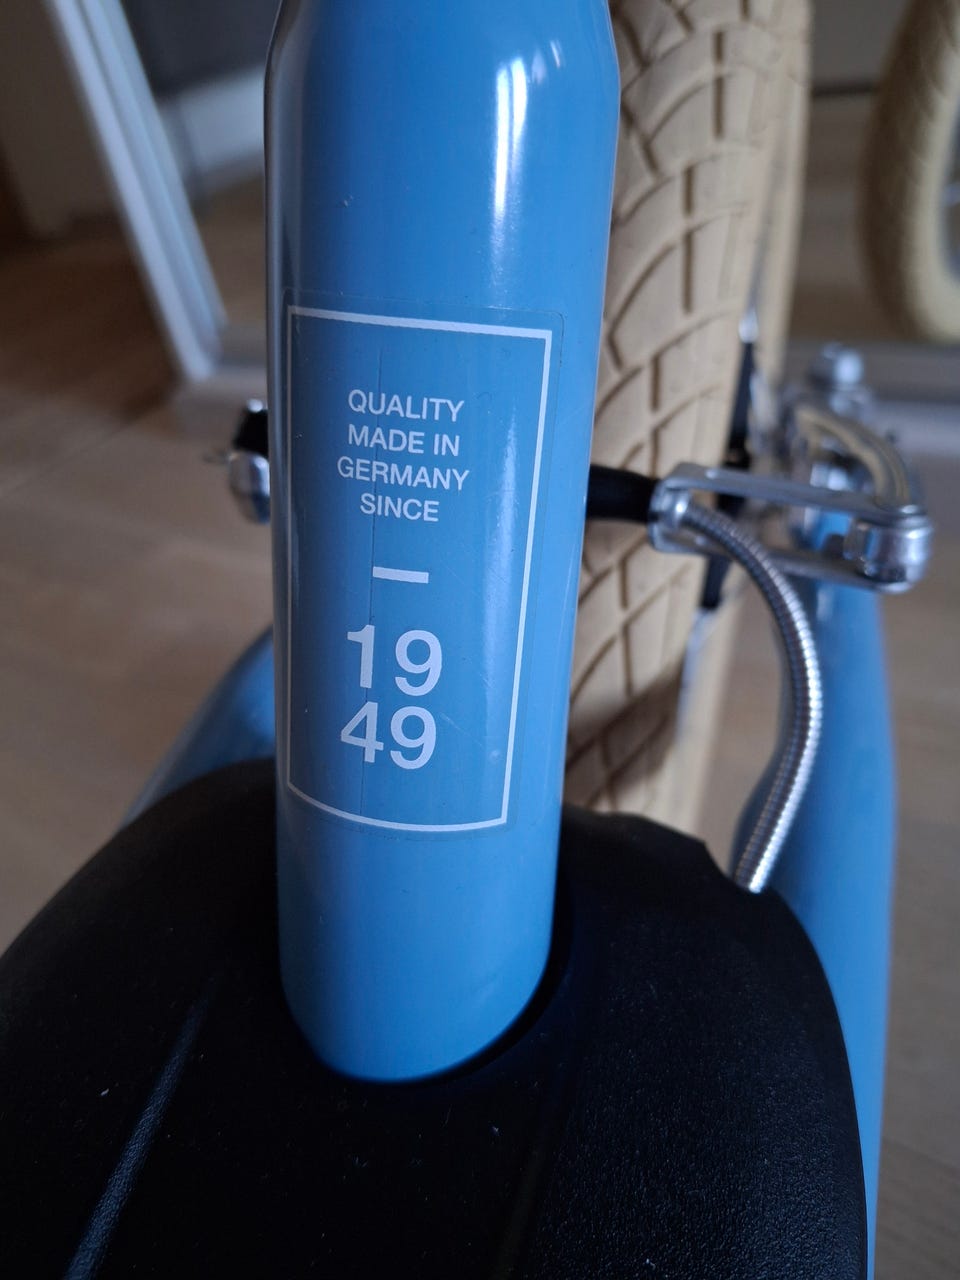 QUALITY
MADE IN
GERMANY
SINCE
—
19
49